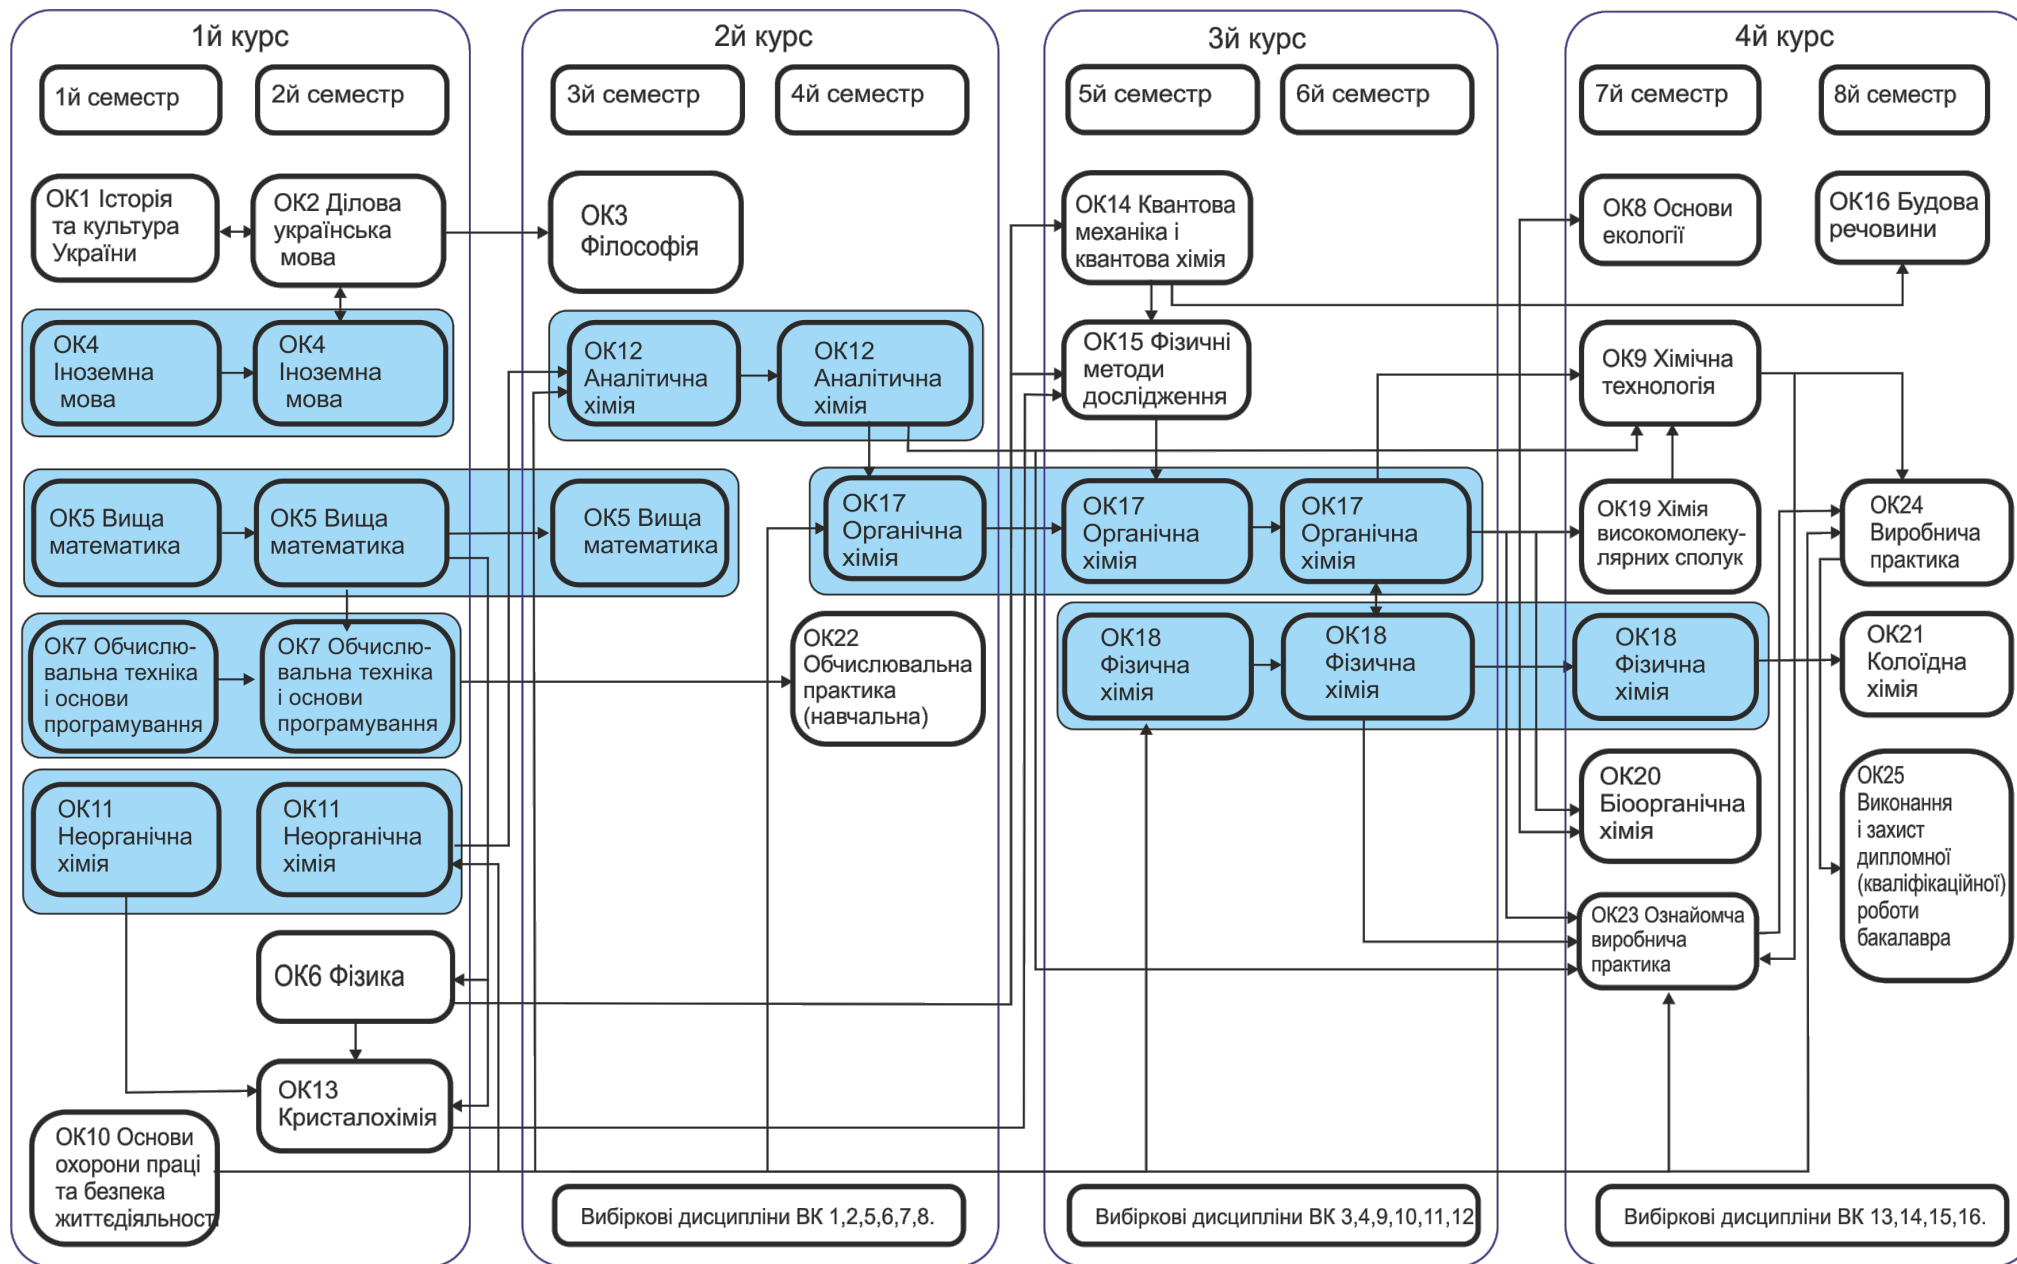 1й курс
2й курс
3й курс
4й курс
1й семестр
2й семестр
3й семестр
4й семестр
5й семестр
6й семестр
7й семестр
8й семестр
ОК1 Історія
та культура
України
ОК2 Ділова
українська
мова
ОК3
Філософія
ОК14 Квантова
механіка і
квантова хімія
ОК8 Основи
екології
ОК16 Будова
речовини
ОК4
Іноземна
мова
ОК4
Іноземна
мова
ОК12
Аналітична
хімія
ОК12
Аналітична
хімія
ОК15 Фізичні
методи
дослідження
ОК9 Хімічна
технологія
ОК5 Вища
математика
ОК5 Вища
математика
ОК5 Вища
математика
ОК17
Органічна
хімія
ОК17
Органічна
хімія
ОК17
Органічна
хімія
ОК19 Хімія
високомолеку-
лярних сполук
ОК24
Виробнича
практика
ОК7 Обчислю-
вальна техніка
і основи
програмування
ОК7 Обчислю-
вальна техніка
і основи
програмування
ОК22
Обчислювальна
практика
(навчальна)
ОК18
Фізична
хімія
ОК18
Фізична
хімія
ОК18
Фізична
хімія
ОК21
Колоїдна
хімія
ОК11
Неорганічна
хімія
ОК11
Неорганічна
хімія
ОК20
Біоорганічна
хімія
ОК25
Виконання
і захист
дипломної
(кваліфікаційної)
роботи
бакалавра
ОК6 Фізика
ОК23 Ознайомча
виробнича
практика
ОК13
Кристалохімія
ОК10 Основи
охорони праці
та безпека
життєдіяльност
Вибіркові дисципліни ВК 1,2,5,6,7,8.
Вибіркові дисципліни ВК 3,4,9,10,11,12
Вибіркові дисципліни ВК 13,14,15,16.